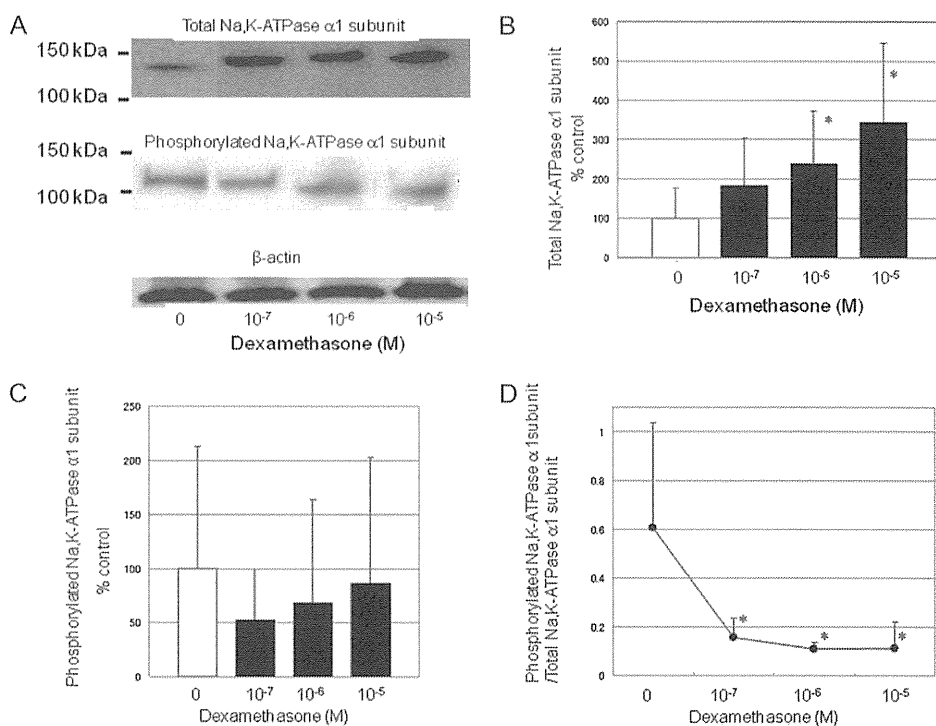 A
Total Na,K-ATPase α1 subunit
150 kDa
100 kDa
Phosphorylated Na,K-ATPase α1 subunit
150 kDa
100 kDa
β-actin
0 10-7 10-6 10-5
Dexamethasone (M)
B
Total Na,K-ATPase α1 subunit
% control
600
500
400
300
200
100
0
*
*
0 10-7 10-6 10-5
Dexamethasone (M)
C
Phosphorylated Na,K-ATPase α1 subunit
% control
250
200
150
100
50
0
0 10-7 10-6 10-5
Dexamethasone (M)
D
Phosphorylated Na,K-ATPase α1subunit
/Total Na,K-ATPase α1 subunit
1
0.8
0.6
0.4
0.2
0
* * *
0 10-7 10-6 10-5
Dexamethasone (M)